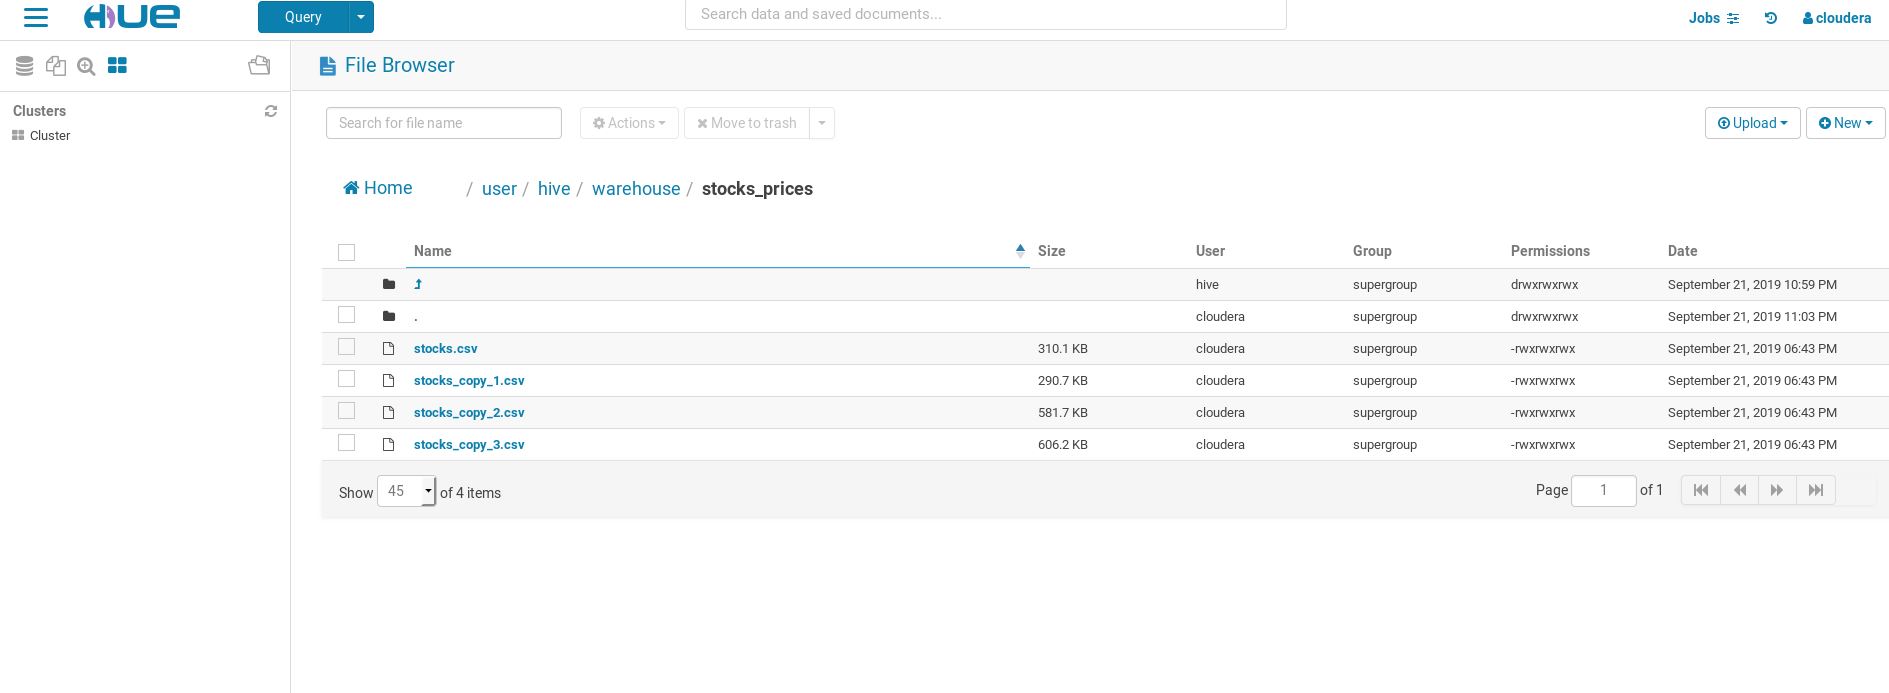 HUE Query Search data and saved documents... Jobs cloudera
File Browser
Clusters
Cluster
Search for file name Actions Move to trash Upload New
Home / user / hive / warehouse / stocks_prices
Name Size User Group Permissions Date
hive supergroup drwxrwxrwx September 21, 2019 10:59 PM
. cloudera supergroup drwxrwxrwx September 21, 2019 11:03 PM
stocks.csv 310.1 KB cloudera supergroup -rwxrwxrwx September 21, 2019 06:43 PM
stocks_copy_1.csv 290.7 KB cloudera supergroup -rwxrwxrwx September 21, 2019 06:43 PM
stocks_copy_2.csv 581.7 KB cloudera supergroup -rwxrwxrwx September 21, 2019 06:43 PM
stocks_copy_3.csv 606.2 KB cloudera supergroup -rwxrwxrwx September 21, 2019 06:43 PM
Show 45 of 4 items Page 1 of 1